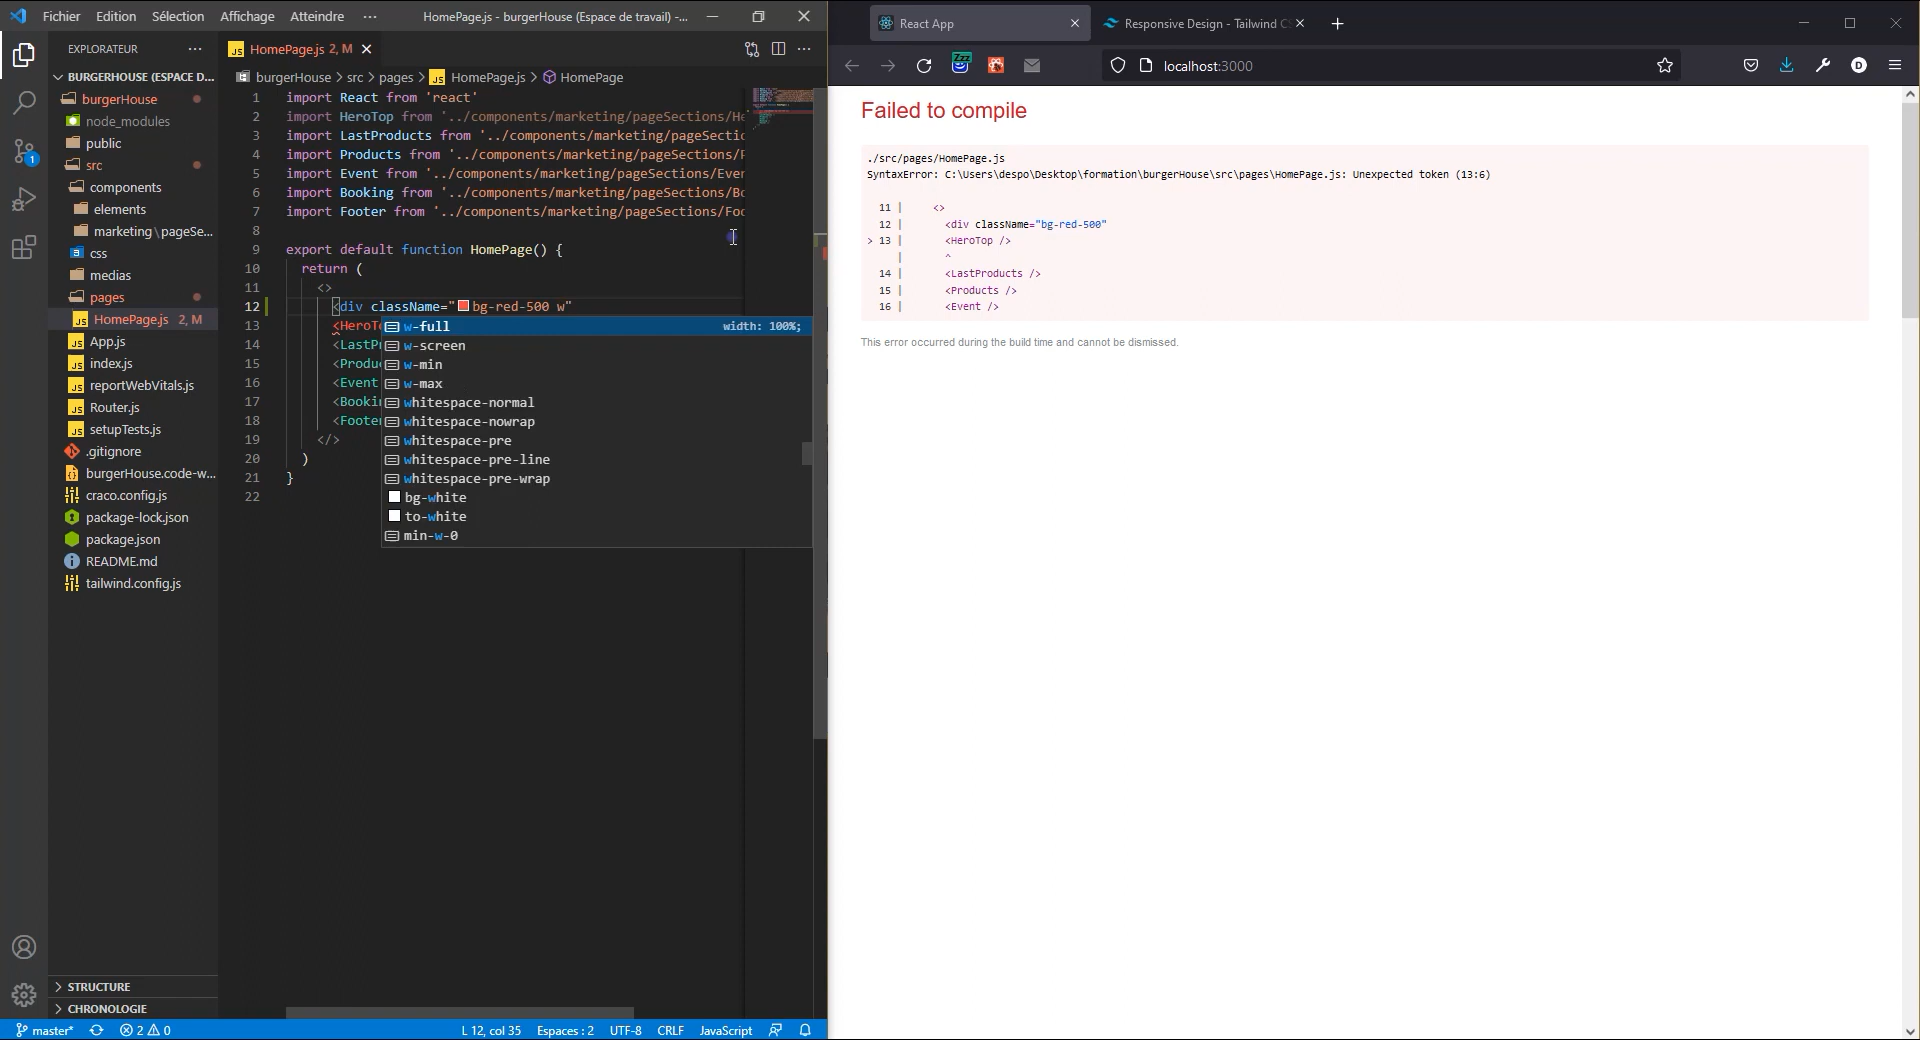 Fichier Edition Sélection Affichage Atteindre ··· HomePage.js - burgerHouse (Espace de travail) -...
EXPLORATEUR ···
BURGERHOUSE (ESPACE D...
burgerHouse
node_modules
public
src
components
elements
marketing\pageSe...
css
medias
pages
HomePage.js 2, M
App.js
index.js
reportWebVitals.js
Router.js
setupTests.js
.gitignore
burgerHouse.code-w...
craco.config.js
package-lock.json
package.json
README.md
tailwind.config.js
STRUCTURE
CHRONOLOGIE
JS HomePage.js 2, M
burgerHouse > src > pages > JS HomePage.js > HomePage
1 import React from 'react'
2 import HeroTop from '../components/marketing/pageSections/He
3 import LastProducts from '../components/marketing/pageSectio
4 import Products from '../components/marketing/pageSections/P
5 import Event from '../components/marketing/pageSections/Even
6 import Booking from '../components/marketing/pageSections/Bo
7 import Footer from '../components/marketing/pageSections/Foo
8
9 export default function HomePage() {
10 return (
11 <>
12 <div className="bg-red-500 w"
13 <HeroTo
14 <LastPr
15 <Produc
16 <Event
17 <Bookin
18 <Footer
19 </>
20 )
21 }
22
w-full width: 100%;
w-screen
w-min
w-max
whitespace-normal
whitespace-nowrap
whitespace-pre
whitespace-pre-line
whitespace-pre-wrap
bg-white
to-white
min-w-0
master* 2 0 L 12, col 35 Espaces : 2 UTF-8 CRLF JavaScript
React App
Responsive Design - Tailwind
localhost:3000
D
Failed to compile
./src/pages/HomePage.js
SyntaxError: C:\Users\despo\Desktop\formation\burgerHouse\src\pages\HomePage.js: Unexpected token (13:6)
11 | <>
12 | <div className="bg-red-500"
> 13 | <HeroTop />
| ^
14 | <LastProducts />
15 | <Products />
16 | <Event />
This error occurred during the build time and cannot be dismissed.